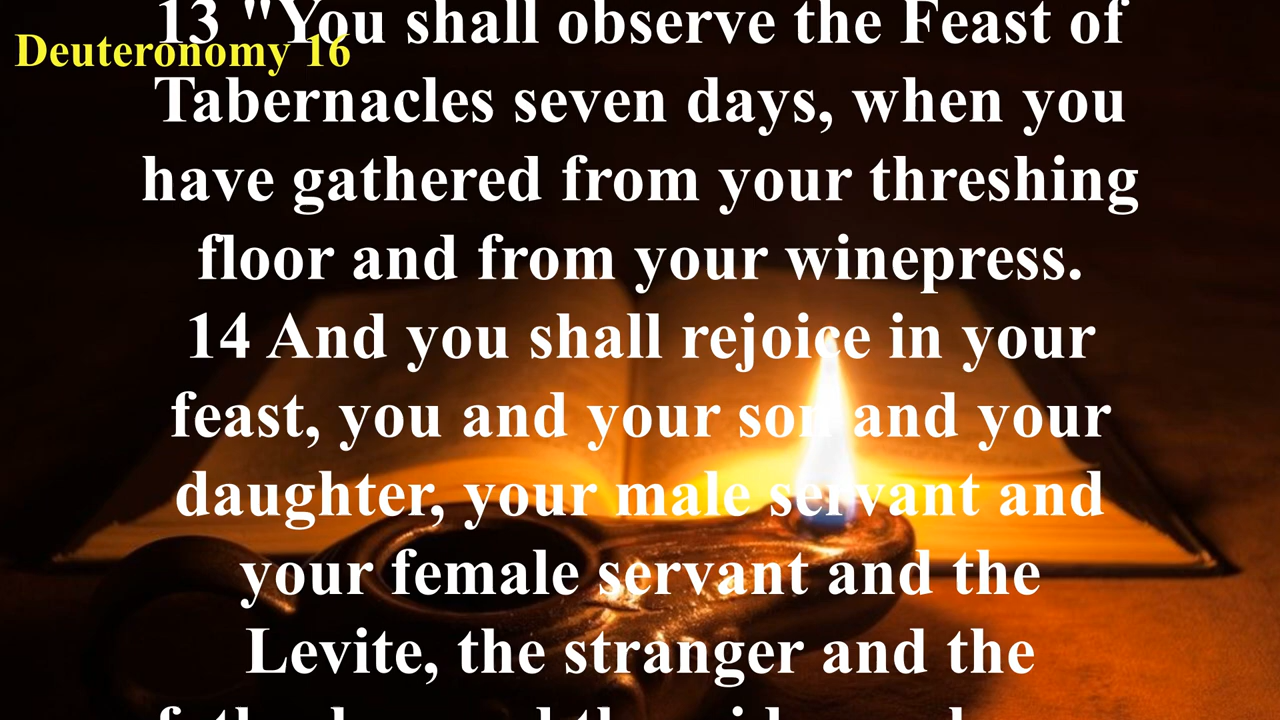 13 "You shall observe the Feast of
Deuteronomy 16
Tabernacles seven days, when you
have gathered from your threshing
floor and from your winepress.
14 And you shall rejoice in your
feast, you and your son and your
daughter, your male servant and
your female servant and the
Levite, the stranger and the